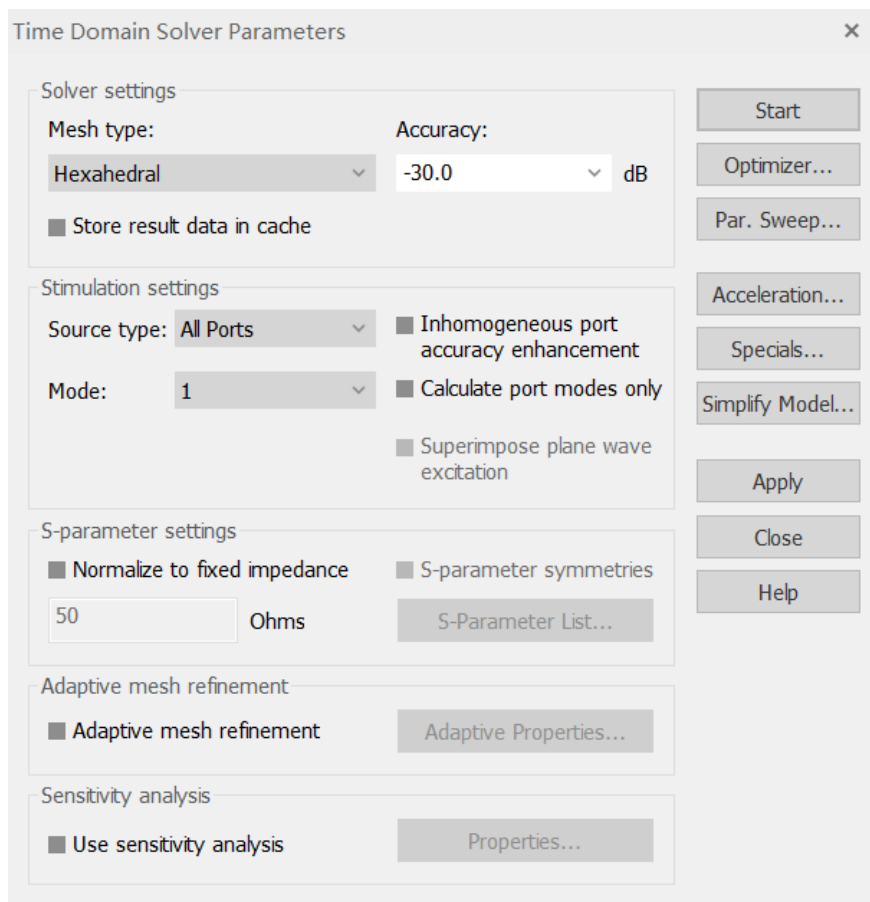 Time Domain Solver Parameters
Solver settings
Mesh type:
Accuracy:
Hexahedral
-30.0
dB
Store result data in cache
Stimulation settings
Source type:
All Ports
Inhomogeneous port
accuracy enhancement
Mode:
1
Calculate port modes only
Superimpose plane wave
excitation
S-parameter settings
Normalize to fixed impedance
S-parameter symmetries
50
Ohms
S-Parameter List...
Adaptive mesh refinement
Adaptive mesh refinement
Adaptive Properties...
Sensitivity analysis
Use sensitivity analysis
Properties...
Start
Optimizer...
Par. Sweep...
Acceleration...
Specials...
Simplify Model...
Apply
Close
Help